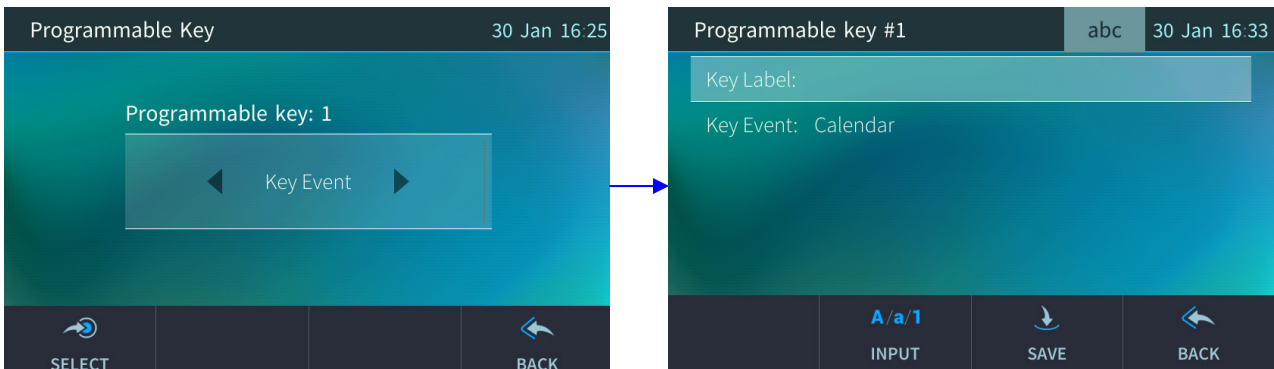 Programmable Key 30 Jan 16:25
Programmable key: 1
Key Event
SELECT BACK
Programmable key #1 abc 30 Jan 16:33
Key Label:
Key Event: Calendar
A/a/1
INPUT SAVE BACK